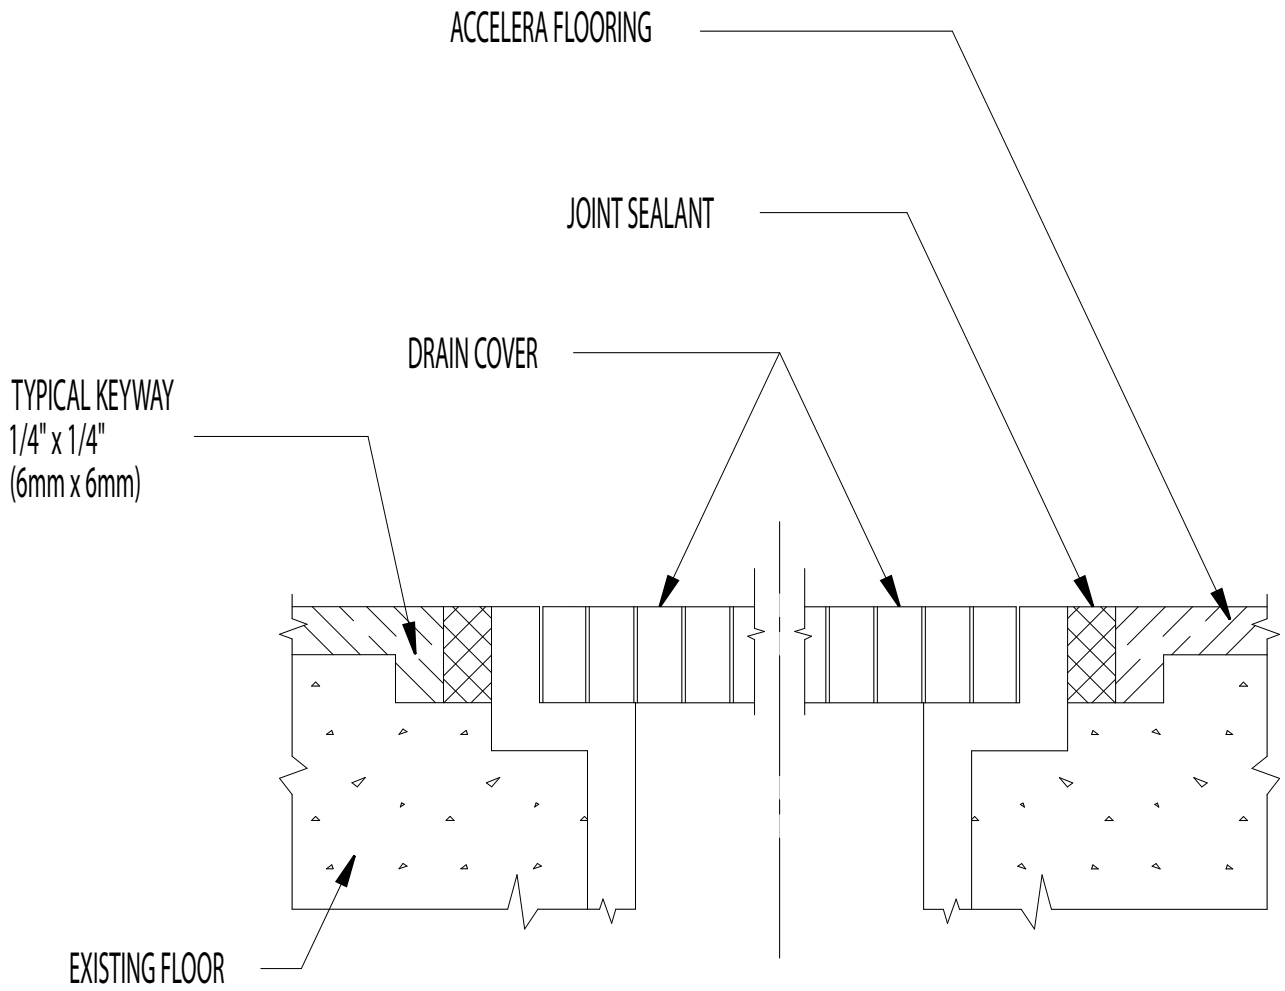 ACCELERA FLOORING
JOINT SEALANT
DRAIN COVER
TYPICAL KEYWAY
1/4" x 1/4"
(6mm x 6mm)
EXISTING FLOOR